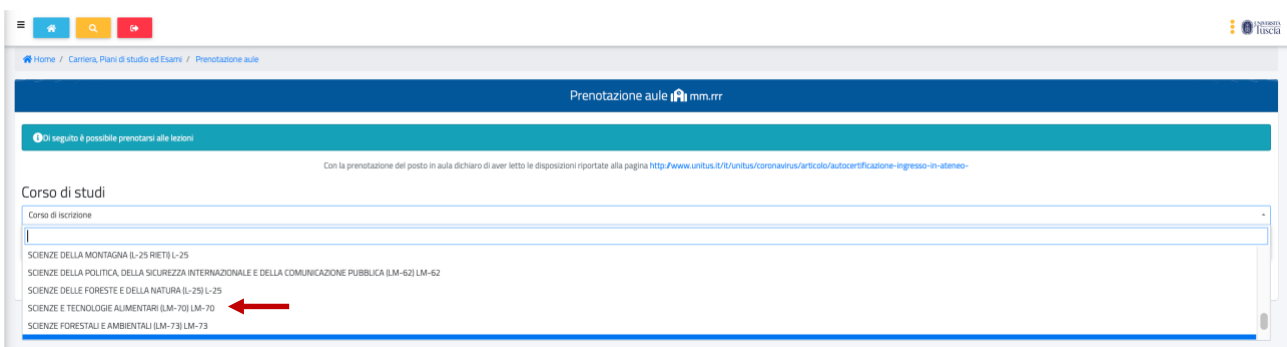 UNIVERSITÀ
Tuscia
Home / Carriera, Piani di studio ed Esami / Prenotazione aule
Prenotazione aule mm.rrr
Di seguito è possibile prenotarsi alle lezioni
Con la prenotazione del posto in aula dichiaro di aver letto le disposizioni riportate alla pagina http://www.unitus.it/it/unitus/coronavirus/articolo/autocertificazione-ingresso-in-ateneo-
Corso di studi
Corso di iscrizione
SCIENZE DELLA MONTAGNA (L-25 RIETI) L-25
SCIENZE DELLA POLITICA, DELLA SICUREZZA INTERNAZIONALE E DELLA COMUNICAZIONE PUBBLICA (LM-62) LM-62
SCIENZE DELLE FORESTE E DELLA NATURA (L-25) L-25
SCIENZE E TECNOLOGIE ALIMENTARI (LM-70) LM-70
SCIENZE FORESTALI E AMBIENTALI (LM-73) LM-73